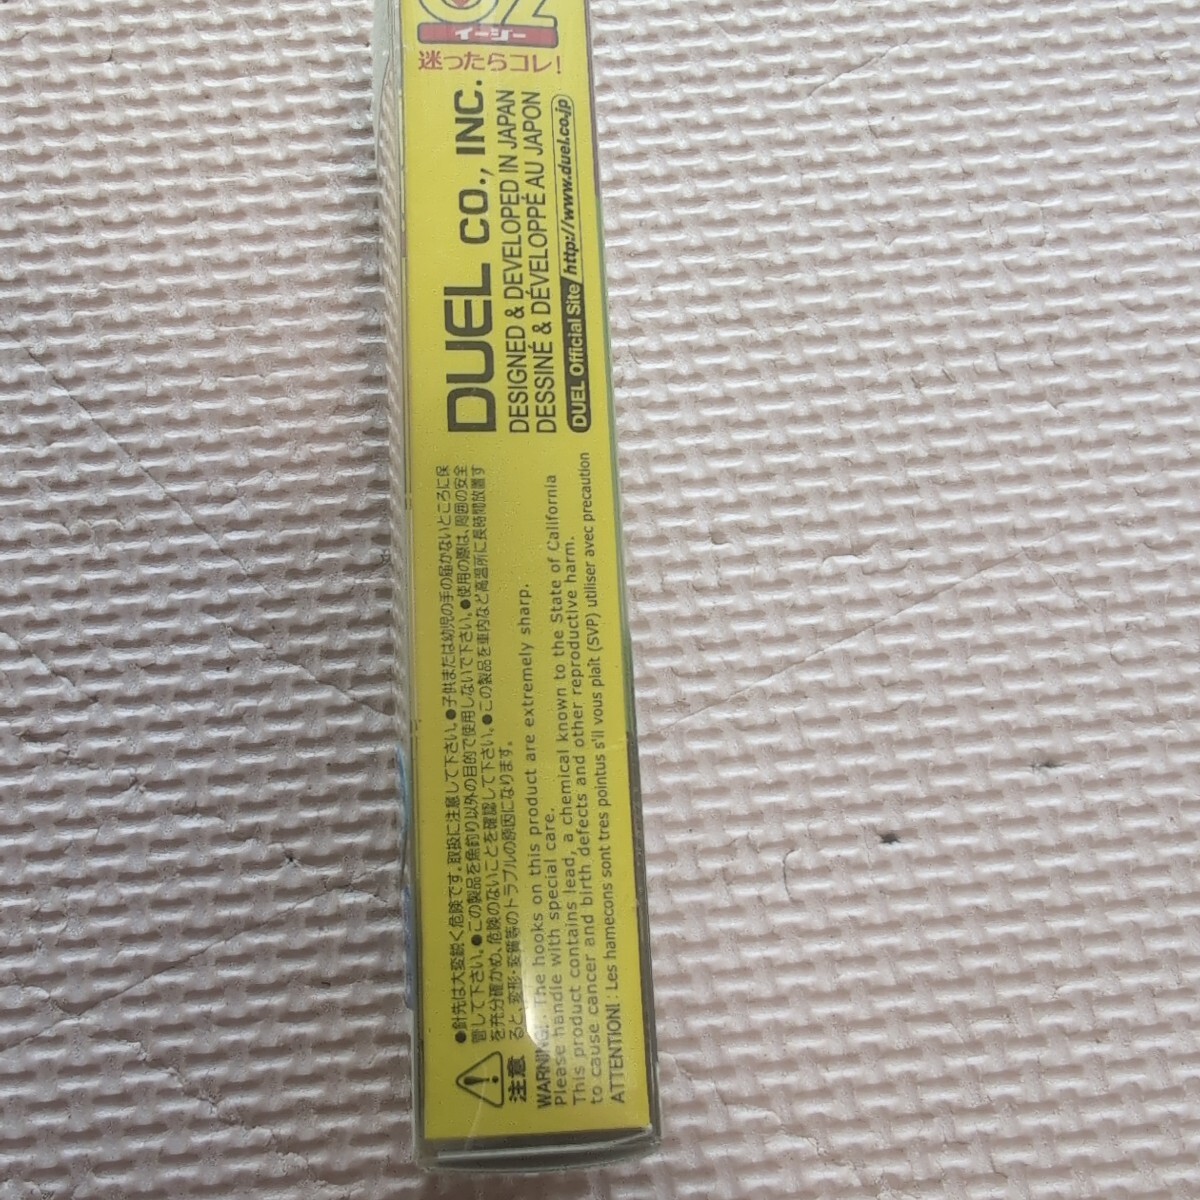 イージー
迷ったらコレ!
DUEL CO., INC.
DESIGNED & DEVELOPED IN JAPAN
DESSINÉ & DÉVELOPPÉ AU JAPON
DUEL Official Site http://www.duel.co.jp
注意
●針先は大変鋭く危険です。取扱に注意して下さい。●子供または幼児の手の届かないところに保
管して下さい。●この製品を魚釣り以外の目的で使用しないで下さい。●使用の際は、周囲の安全
を充分確かめ、危険のないことを確認して下さい。●この製品を車内など高温所に長時間放置す
ると、変形・変質等のトラブルの原因になります。
WARNING! : The hooks on this product are extremely sharp.
Please handle with special care.
This product contains lead, a chemical known to the State of California
to cause cancer and birth defects and other reproductive harm.
ATTENTION! : Les hamecons sont tres pointus s'il vous plait (SVP) utiliser avec precaution